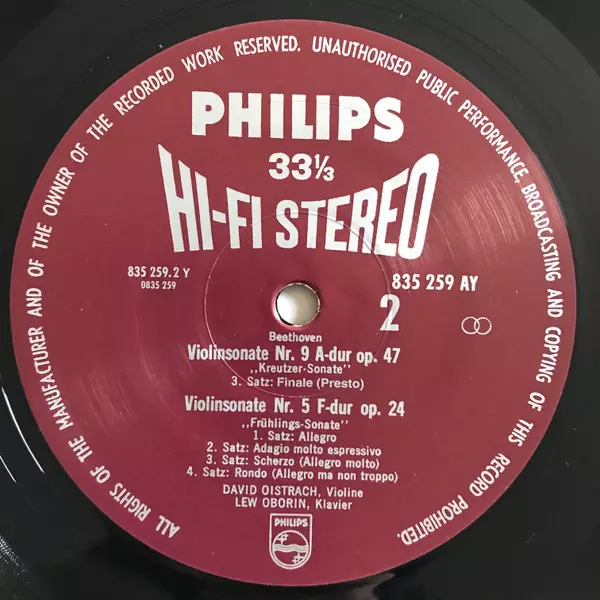 ALL RIGHTS OF THE MANUFACTURER AND OF THE OWNER OF THE RECORDED WORK RESERVED. UNAUTHORISED PUBLIC PERFORMANCE, BROADCASTING AND COPYING OF THIS RECORD PROHIBITED.
PHILIPS
33⅓
HI-FI STEREO
835 259.2 Y
0835 259
835 259 AY
2
Beethoven
Violinsonate Nr. 9 A-dur op. 47
,,Kreutzer-Sonate"
3. Satz: Finale (Presto)
Violinsonate Nr. 5 F-dur op. 24
,,Frühlings-Sonate"
1. Satz: Allegro
2. Satz: Adagio molto espressivo
3. Satz: Scherzo (Allegro molto)
4. Satz: Rondo (Allegro ma non troppo)
DAVID OISTRACH, Violine
LEW OBORIN, Klavier
PHILIPS